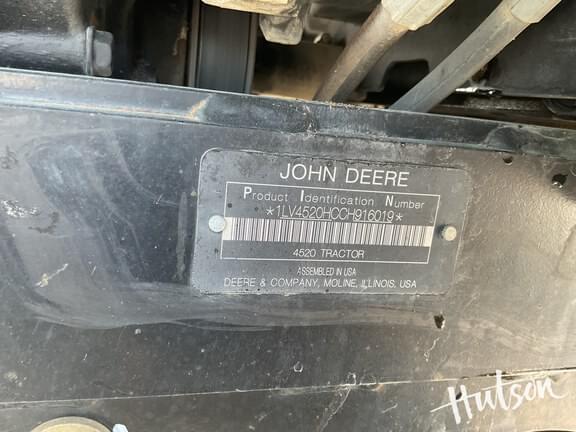 JOHN DEERE
Product Identification Number
*1LV4520HCCH916019*
4520 TRACTOR
ASSEMBLED IN USA
DEERE & COMPANY, MOLINE, ILLINOIS, USA
Hutson